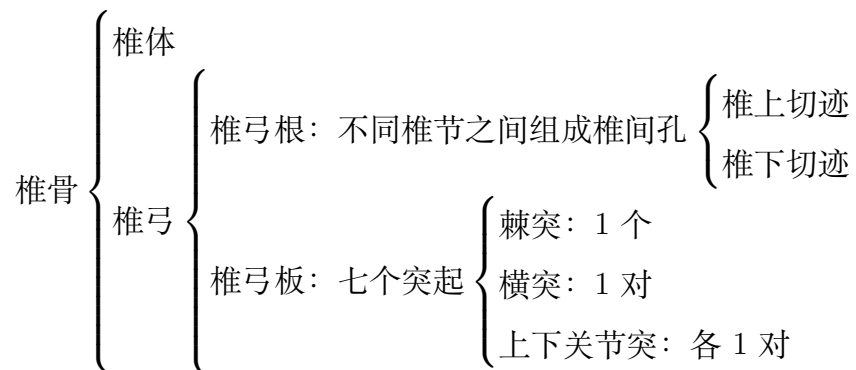 椎骨
椎体
椎弓
椎弓根：不同椎节之间组成椎间孔
椎上切迹
椎下切迹
椎弓板：七个突起
棘突：1 个
横突：1 对
上下关节突：各 1 对